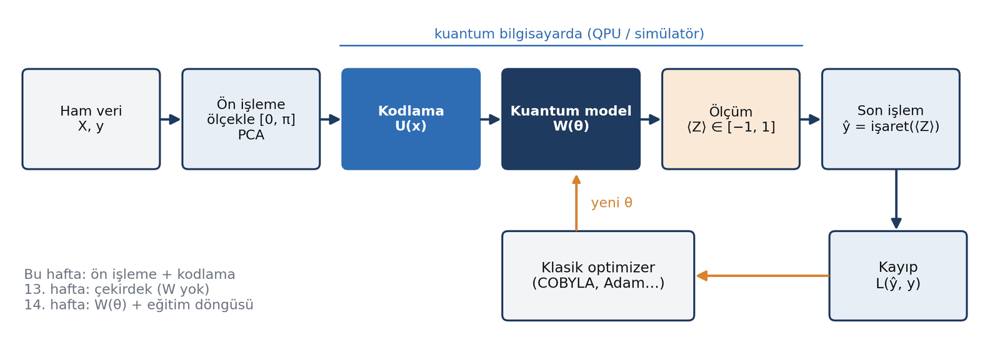 kuantum bilgisayarda (QPU / simülatör)
Ham veri
X, y
Ön işleme
ölçekle [0, π]
PCA
Kodlama
U(x)
Kuantum model
W(θ)
Ölçüm
⟨Z⟩ ∈ [−1, 1]
Son işlem
ŷ = işaret(⟨Z⟩)
yeni θ
Klasik optimizer
(COBYLA, Adam…)
Kayıp
L(ŷ, y)
Bu hafta: ön işleme + kodlama
13. hafta: çekirdek (W yok)
14. hafta: W(θ) + eğitim döngüsü